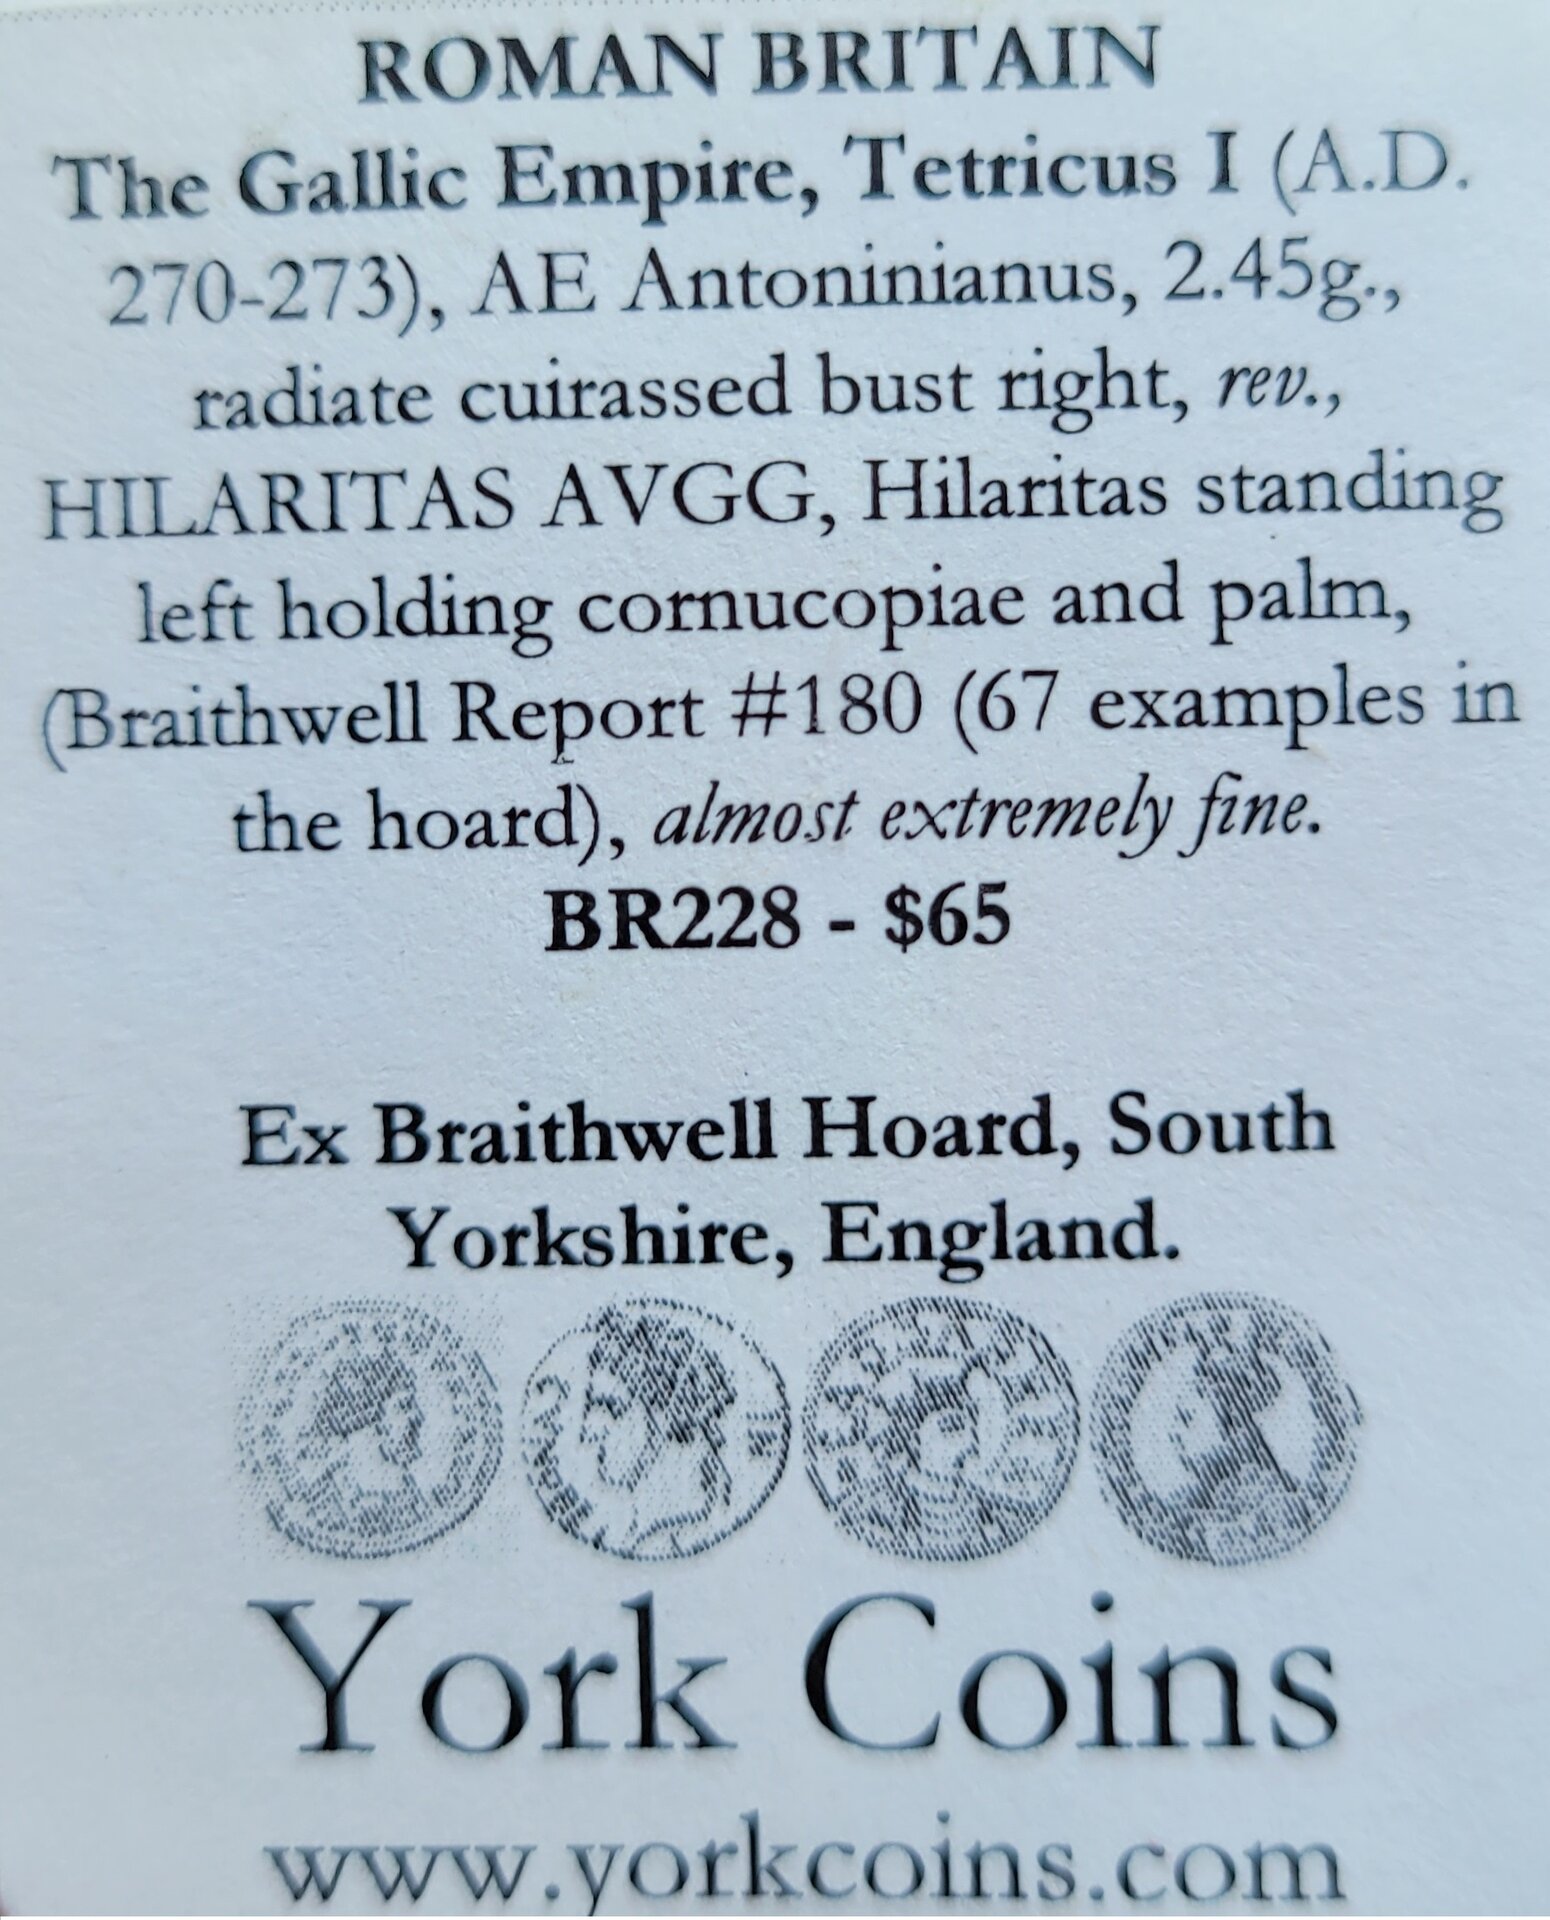 ROMAN BRITAIN
The Gallic Empire, Tetricus I (A.D.
270-273), AE Antoninianus, 2.45g.,
radiate cuirassed bust right, rev.,
HILARITAS AVGG, Hilaritas standing
left holding cornucopiae and palm,
(Braithwell Report #180 (67 examples in
the hoard), almost extremely fine.
BR228 - $65
Ex Braithwell Hoard, South
Yorkshire, England.
York Coins
www.yorkcoins.com